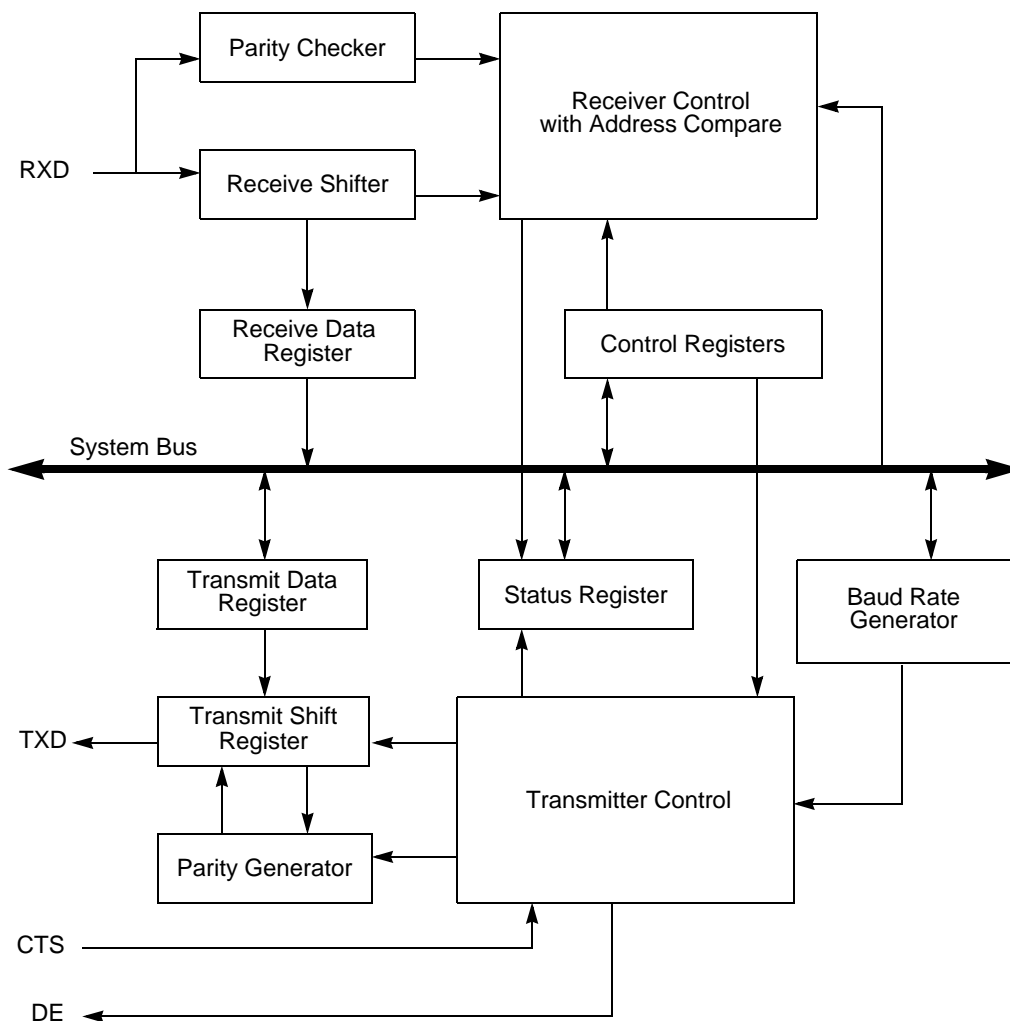 Parity Checker
Receiver Control
with Address Compare
RXD
Receive Shifter
Receive Data
Register
Control Registers
System Bus
Transmit Data
Register
Status Register
Baud Rate
Generator
Transmit Shift
Register
TXD
Transmitter Control
Parity Generator
CTS
DE